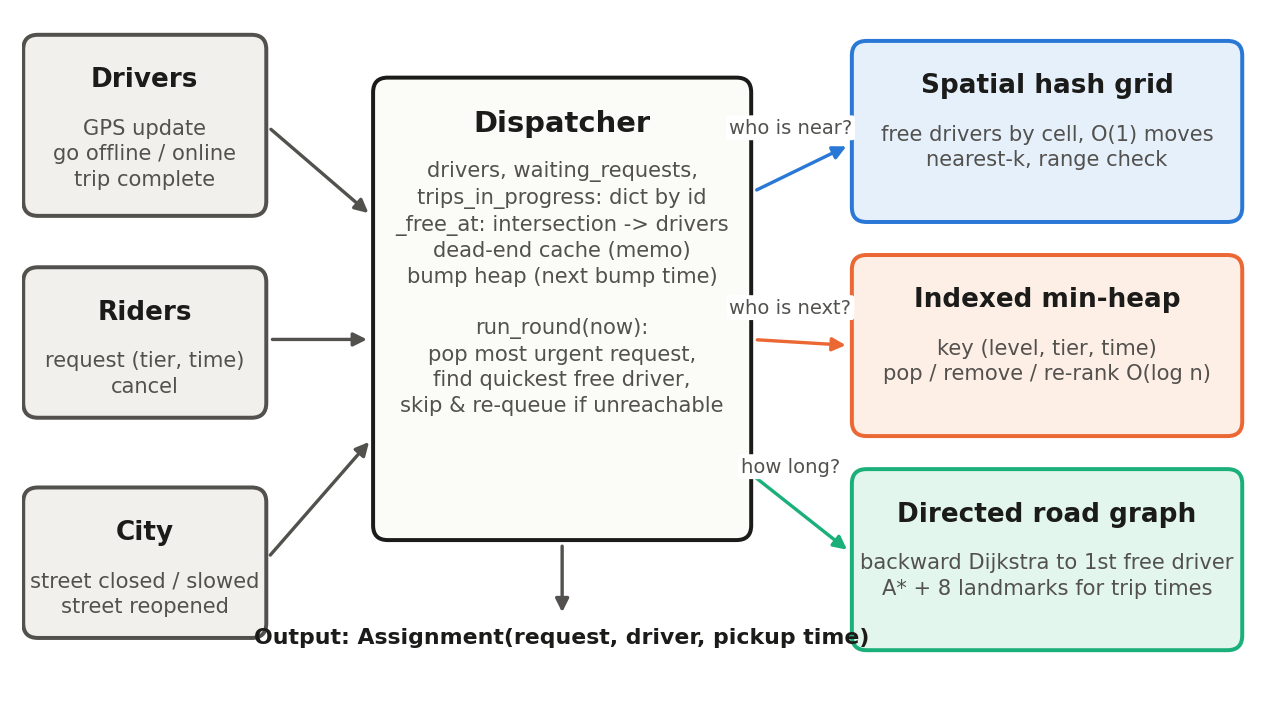 Drivers
GPS update
go offline / online
trip complete
Riders
request (tier, time)
cancel
City
street closed / slowed
street reopened
Dispatcher
drivers, waiting_requests,
trips_in_progress: dict by id
_free_at: intersection -> drivers
dead-end cache (memo)
bump heap (next bump time)
run_round(now):
pop most urgent request,
find quickest free driver,
skip & re-queue if unreachable
who is near?
who is next?
how long?
Spatial hash grid
free drivers by cell, O(1) moves
nearest-k, range check
Indexed min-heap
key (level, tier, time)
pop / remove / re-rank O(log n)
Directed road graph
backward Dijkstra to 1st free driver
A* + 8 landmarks for trip times
Output: Assignment(request, driver, pickup time)